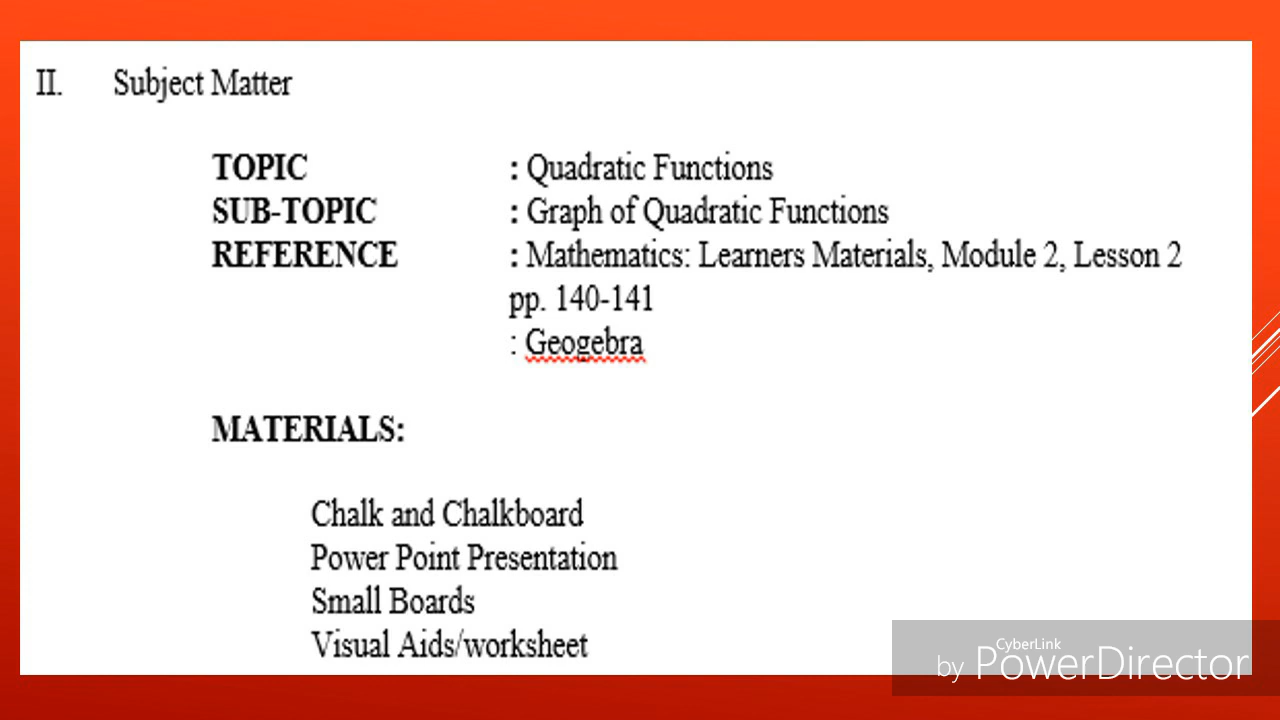 II. Subject Matter
TOPIC : Quadratic Functions
SUB-TOPIC : Graph of Quadratic Functions
REFERENCE : Mathematics: Learners Materials, Module 2, Lesson 2
pp. 140-141
: Geogebra
MATERIALS:
Chalk and Chalkboard
Power Point Presentation
Small Boards
Visual Aids/worksheet
CyberLink
by PowerDirector